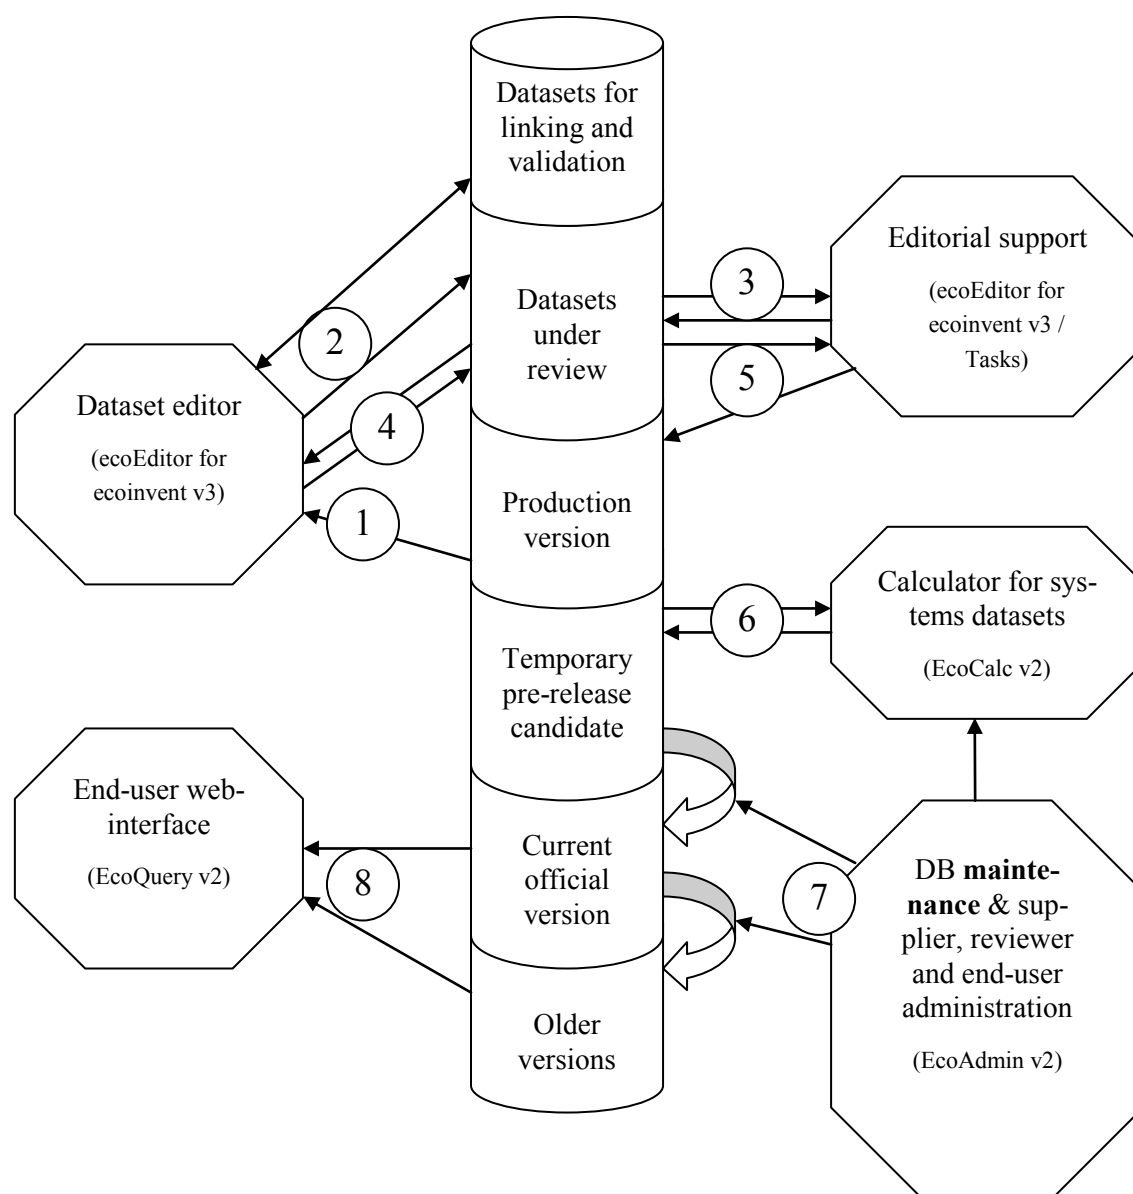 Datasets for
linking and
validation
Datasets
under
review
Production
version
Temporary
pre-release
candidate
Current
official
version
Older
versions
Dataset editor
(ecoEditor for
ecoinvent v3)
End-user web-
interface
(EcoQuery v2)
Editorial support
(ecoEditor for
ecoinvent v3 /
Tasks)
Calculator for sys-
tems datasets
(EcoCalc v2)
DB mainte-
nance & sup-
plier, reviewer
and end-user
administration
(EcoAdmin v2)
2
4
1
8
3
5
6
7